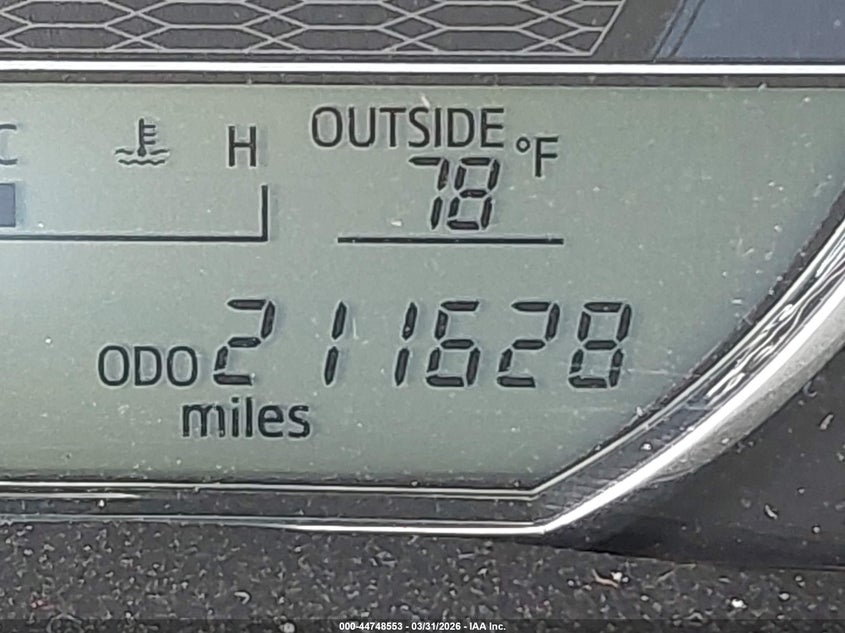 C H OUTSIDE °F
78
ODO 211628
miles
000-44748553 - 03/31/2026 - IAA Inc.